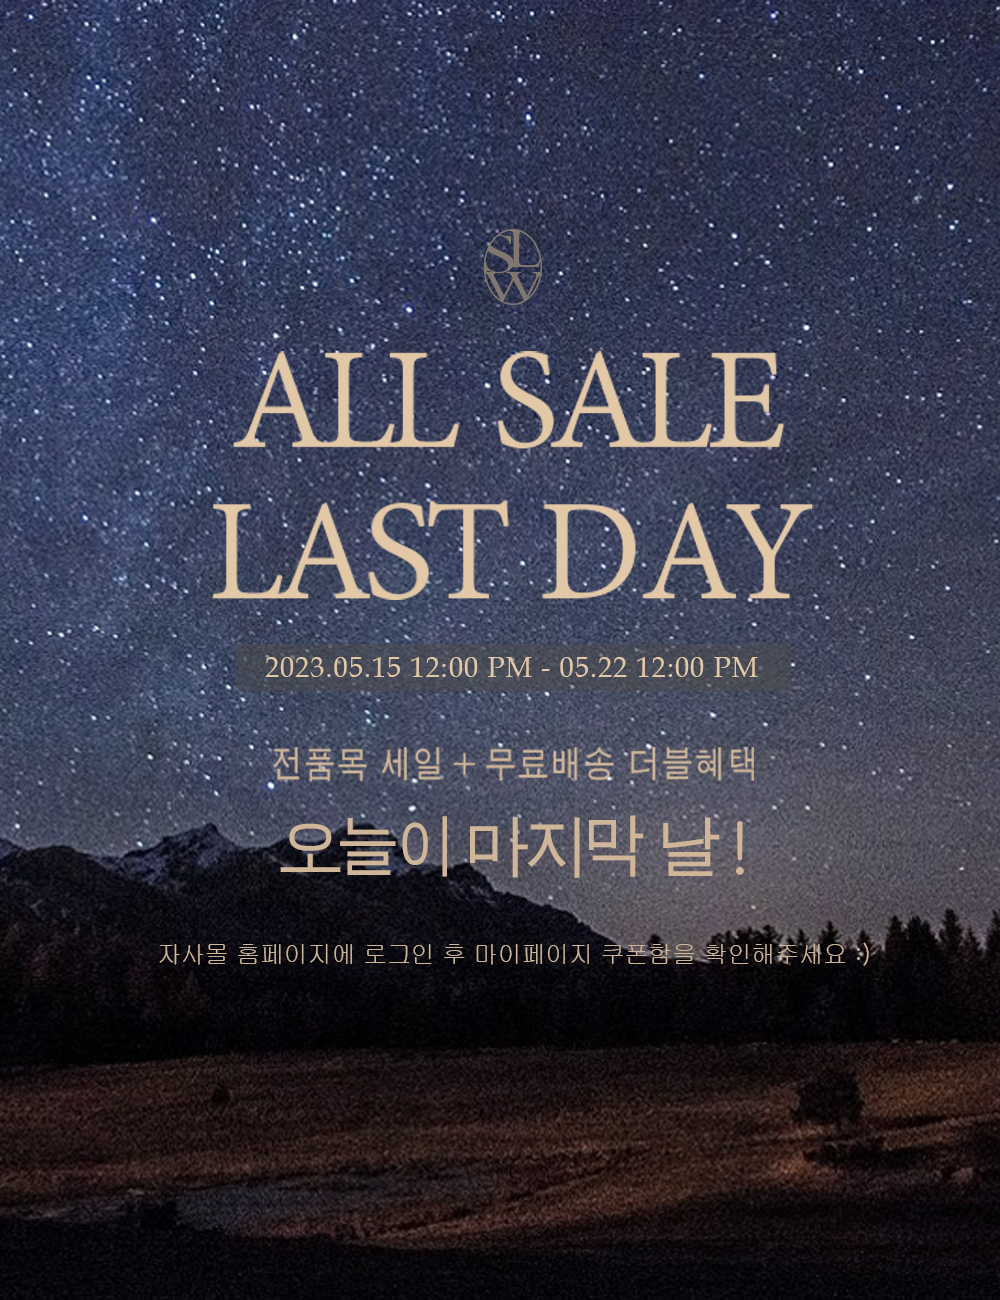 SLW
ALL SALE
LAST DAY
2023.05.15 12:00 PM - 05.22 12:00 PM
전품목 세일 + 무료배송 더블혜택
오늘이 마지막 날 !
자사몰 홈페이지에 로그인 후 마이페이지 쿠폰함을 확인해주세요 :)